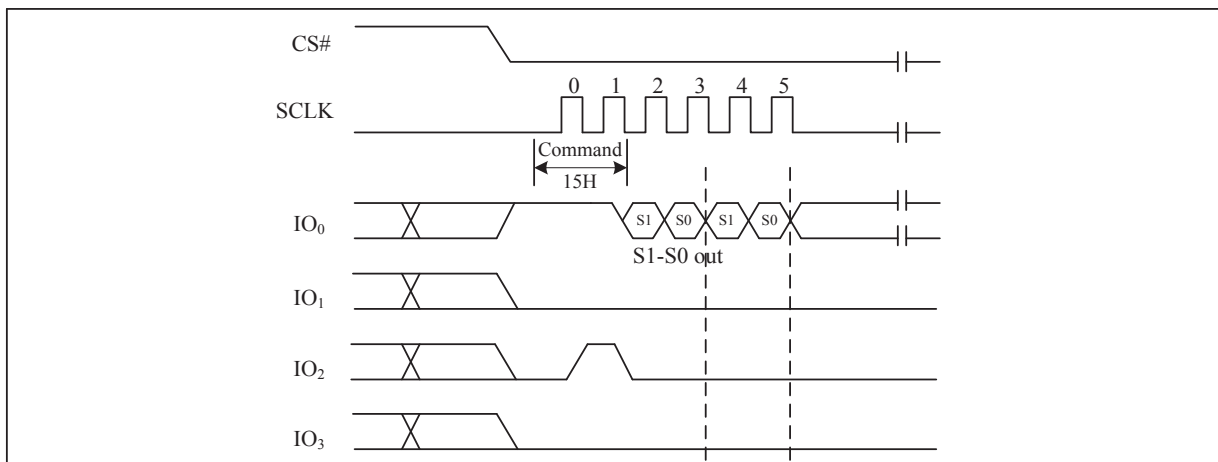 CS#
0 1 2 3 4 5
SCLK
Command
15H
IO₀
S1 S0 S1 S0
S1-S0 out
IO₁
IO₂
IO₃